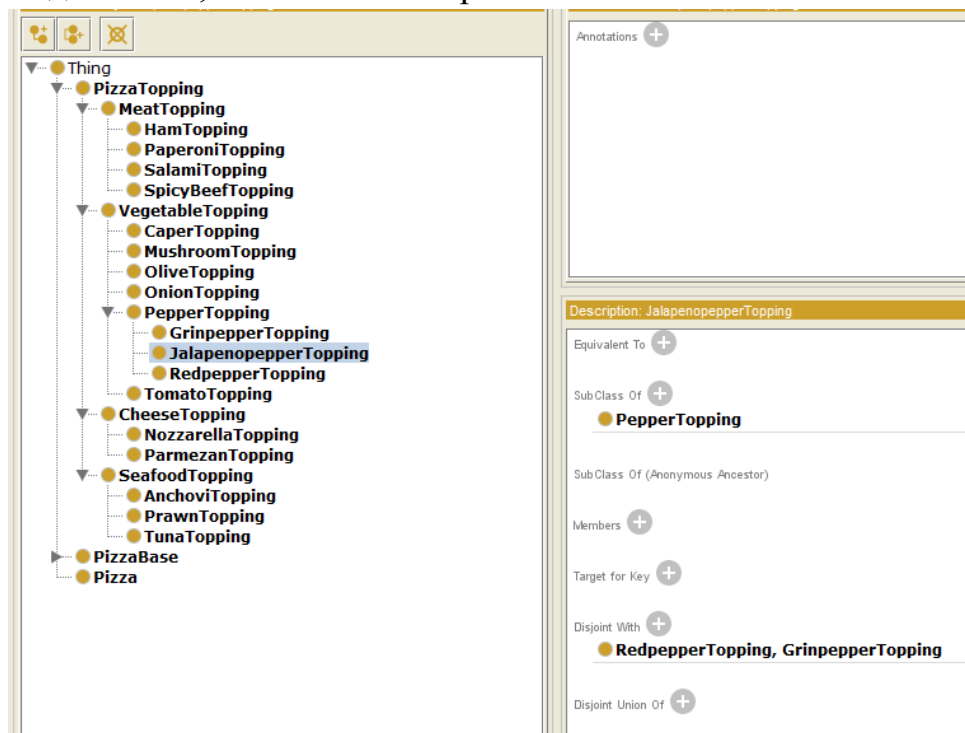 Thing
PizzaTopping
MeatTopping
HamTopping
PaperoniTopping
SalamiTopping
SpicyBeefTopping
VegetableTopping
CaperTopping
MushroomTopping
OliveTopping
OnionTopping
PepperTopping
GrinpepperTopping
JalapenopepperTopping
RedpepperTopping
TomatoTopping
CheeseTopping
NozzarellaTopping
ParmezanTopping
SeafoodTopping
AnchoviTopping
PrawnTopping
TunaTopping
PizzaBase
Pizza
Annotations
Description: JalapenopepperTopping
Equivalent To
SubClass Of
PepperTopping
SubClass Of (Anonymous Ancestor)
Members
Target for Key
Disjoint With
RedpepperTopping, GrinpepperTopping
Disjoint Union Of